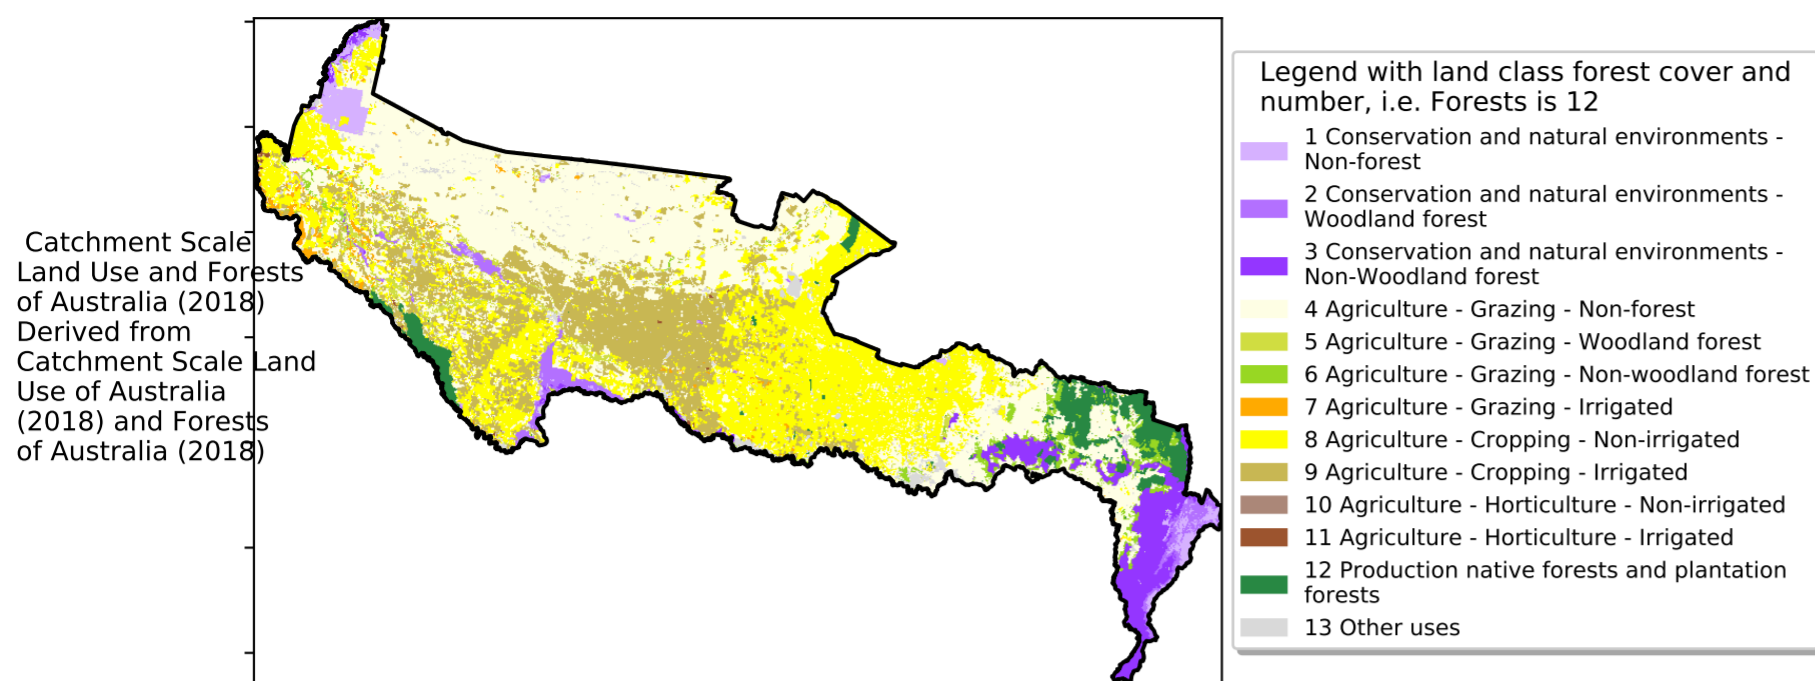 Catchment Scale
Land Use and Forests
of Australia (2018)
Derived from
Catchment Scale Land
Use of Australia
(2018) and Forests
of Australia (2018)
Legend with land class forest cover and
number, i.e. Forests is 12
1 Conservation and natural environments -
Non-forest
2 Conservation and natural environments -
Woodland forest
3 Conservation and natural environments -
Non-Woodland forest
4 Agriculture - Grazing - Non-forest
5 Agriculture - Grazing - Woodland forest
6 Agriculture - Grazing - Non-woodland forest
7 Agriculture - Grazing - Irrigated
8 Agriculture - Cropping - Non-irrigated
9 Agriculture - Cropping - Irrigated
10 Agriculture - Horticulture - Non-irrigated
11 Agriculture - Horticulture - Irrigated
12 Production native forests and plantation
forests
13 Other uses